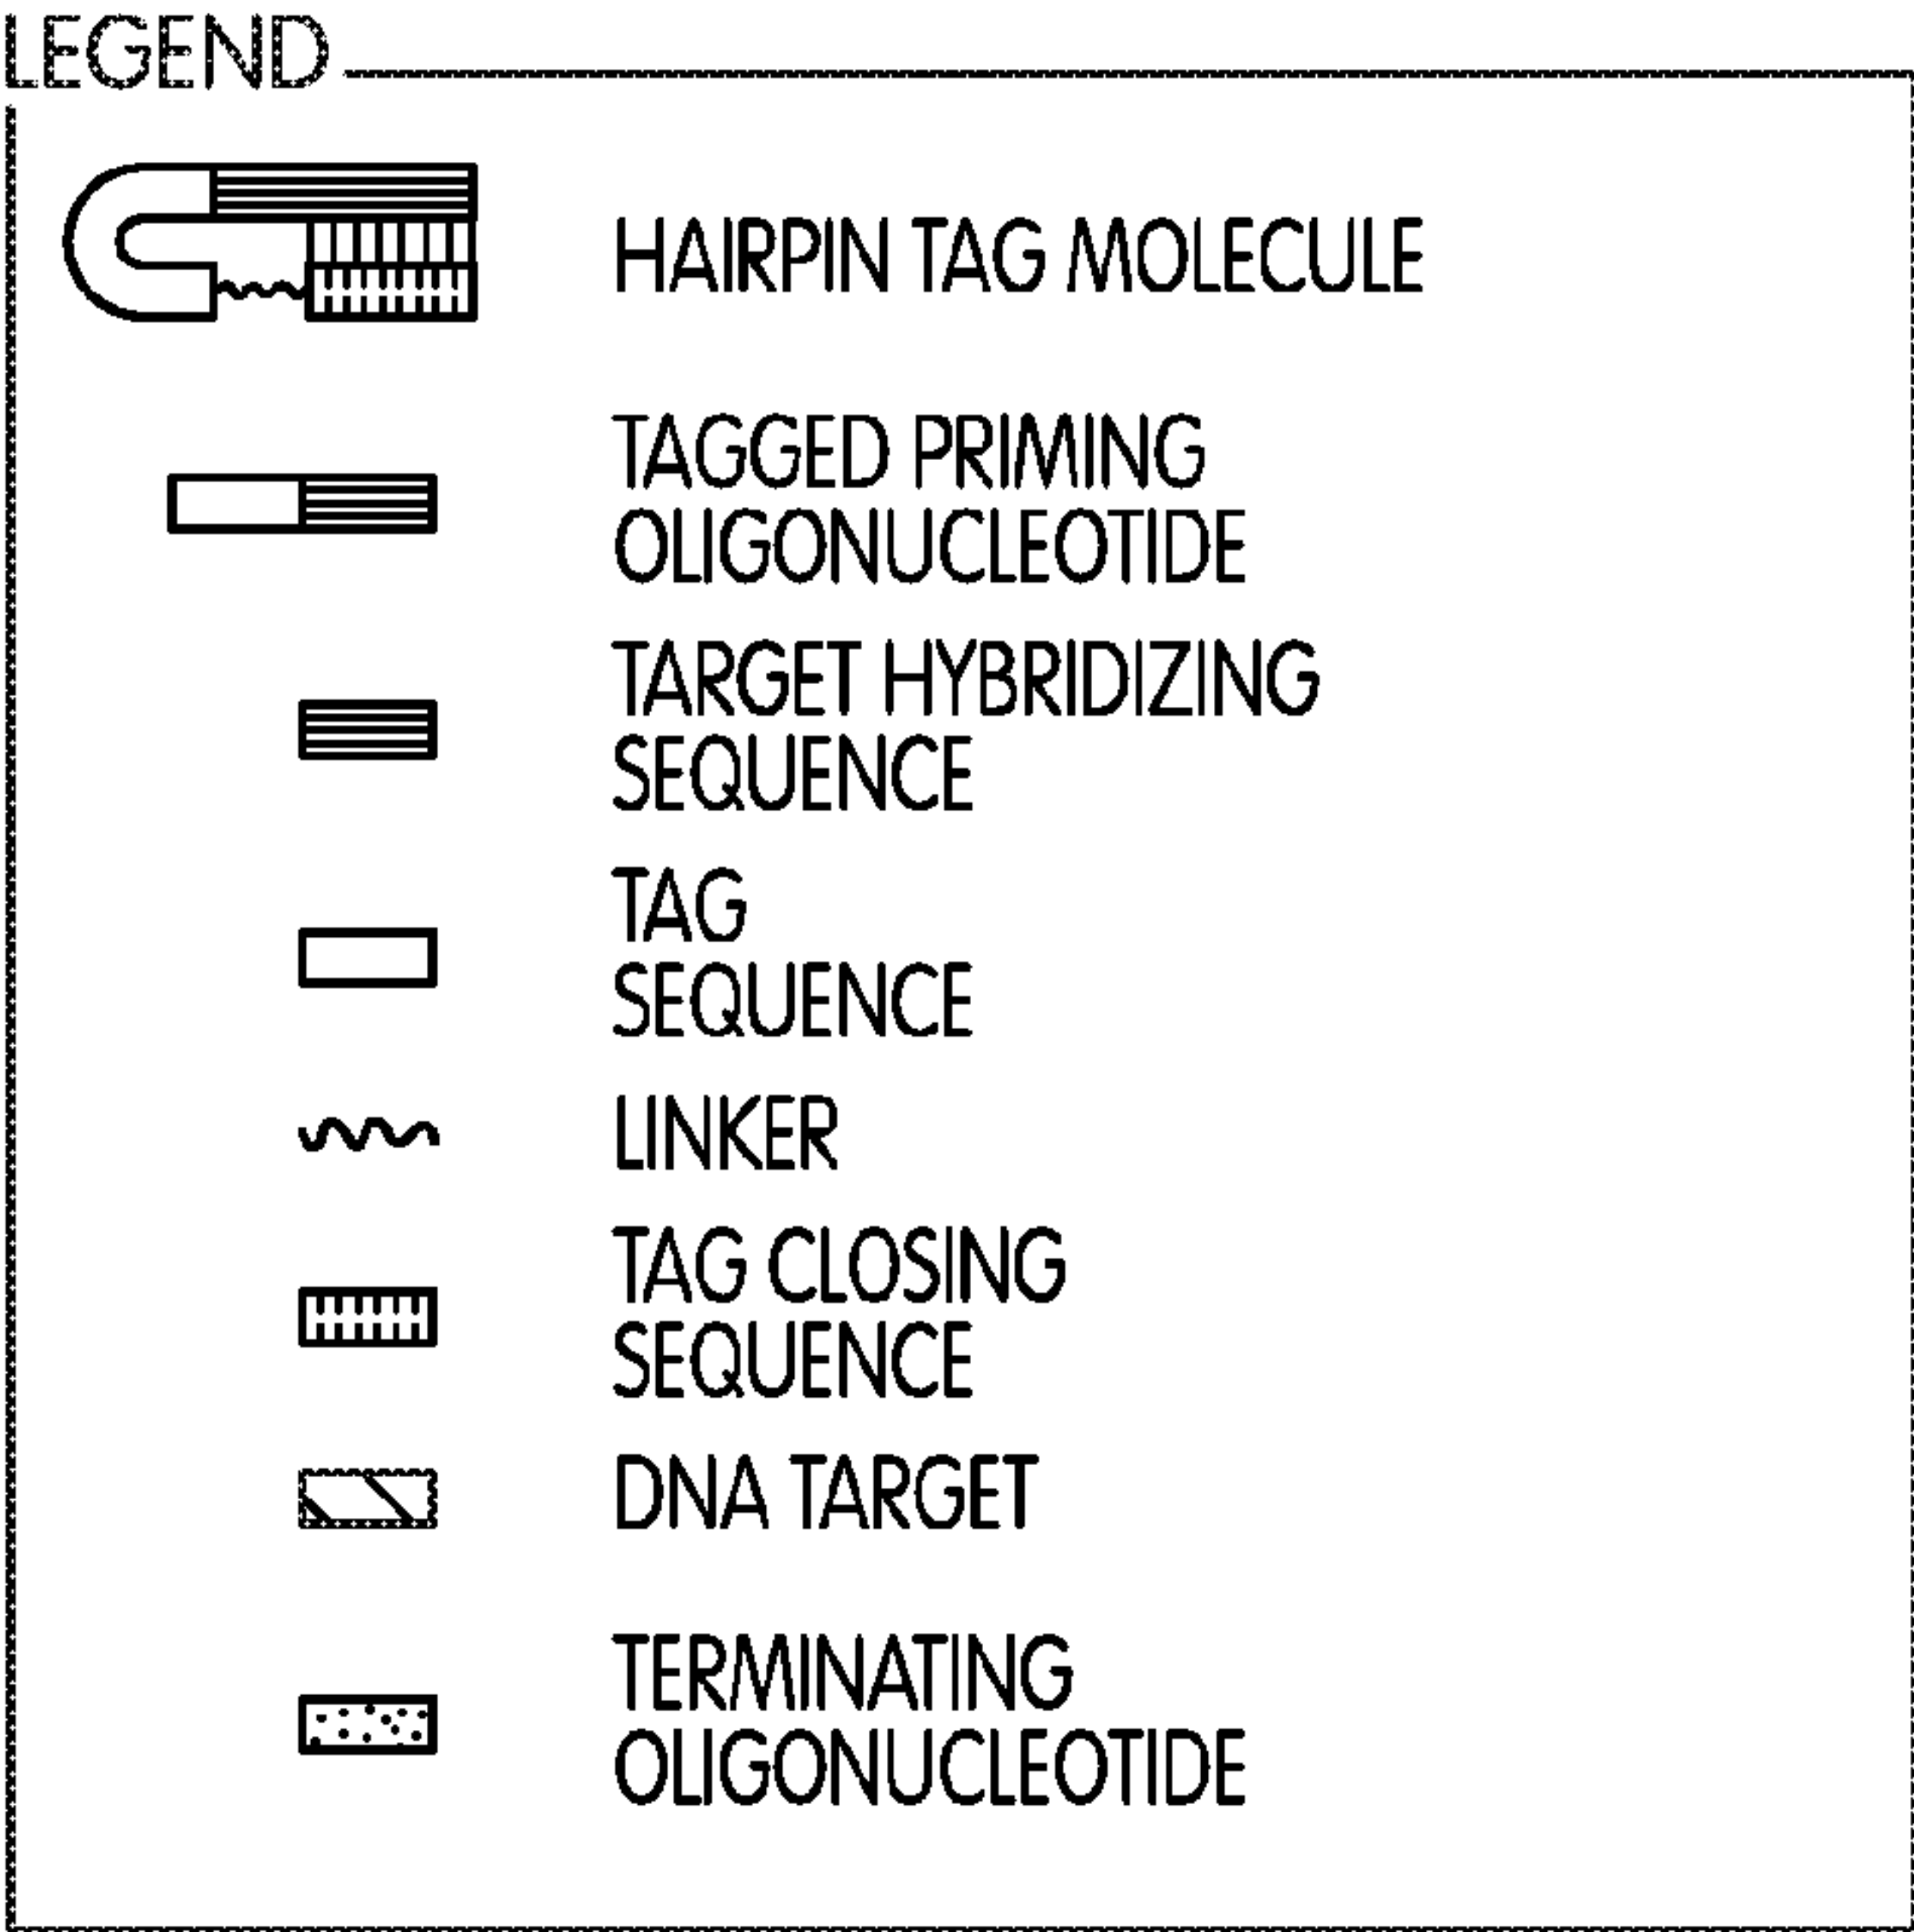 LEGEND
HAIRPIN TAG MOLECULE
TAGGED PRIMING
OLIGONUCLEOTIDE
TARGET HYBRIDIZING
SEQUENCE
TAG
SEQUENCE
LINKER
TAG CLOSING
SEQUENCE
DNA TARGET
TERMINATING
OLIGONUCLEOTIDE